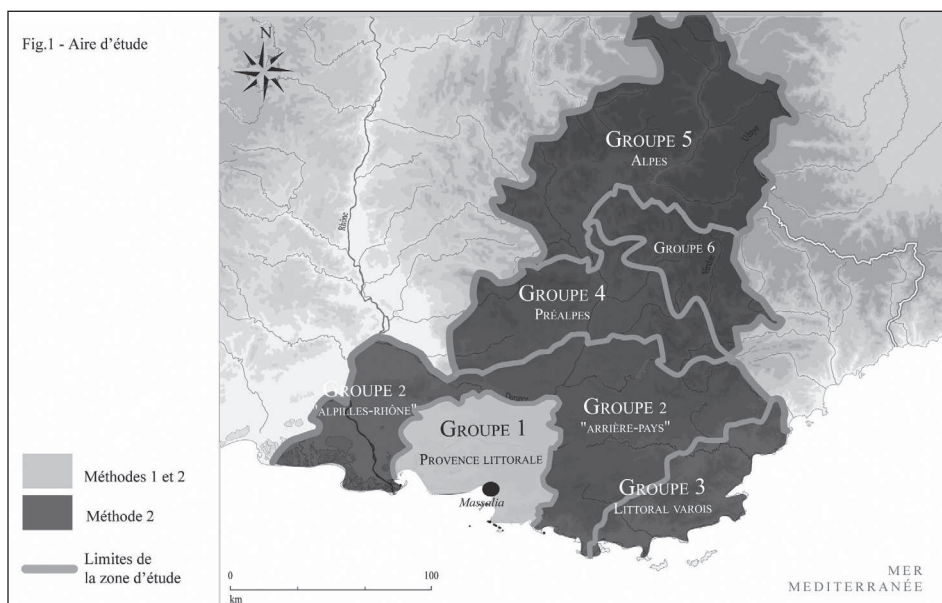 Fig.1 - Aire d'étude
N
GROUPE 5
ALPES
Rhône
GROUPE 6
GROUPE 4
PRÉALPES
GROUPE 2
"ALPILLES-RHÔNE"
Durance
GROUPE 1
PROVENCE LITTORALE
GROUPE 2
"ARRIÈRE-PAYS"
Massalia
GROUPE 3
LITTORAL VAROIS
Méthodes 1 et 2
Méthode 2
Limites de
la zone d'étude
0 100
km
MER
MEDITERRANÉE